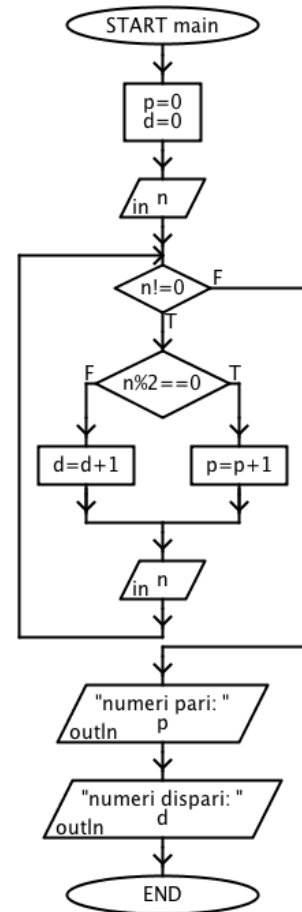 START main
p=0
d=0
n
in
n!=0
F
T
F
n%2==0
T
d=d+1
p=p+1
n
in
"numeri pari: "
p
outln
"numeri dispari: "
d
outln
END